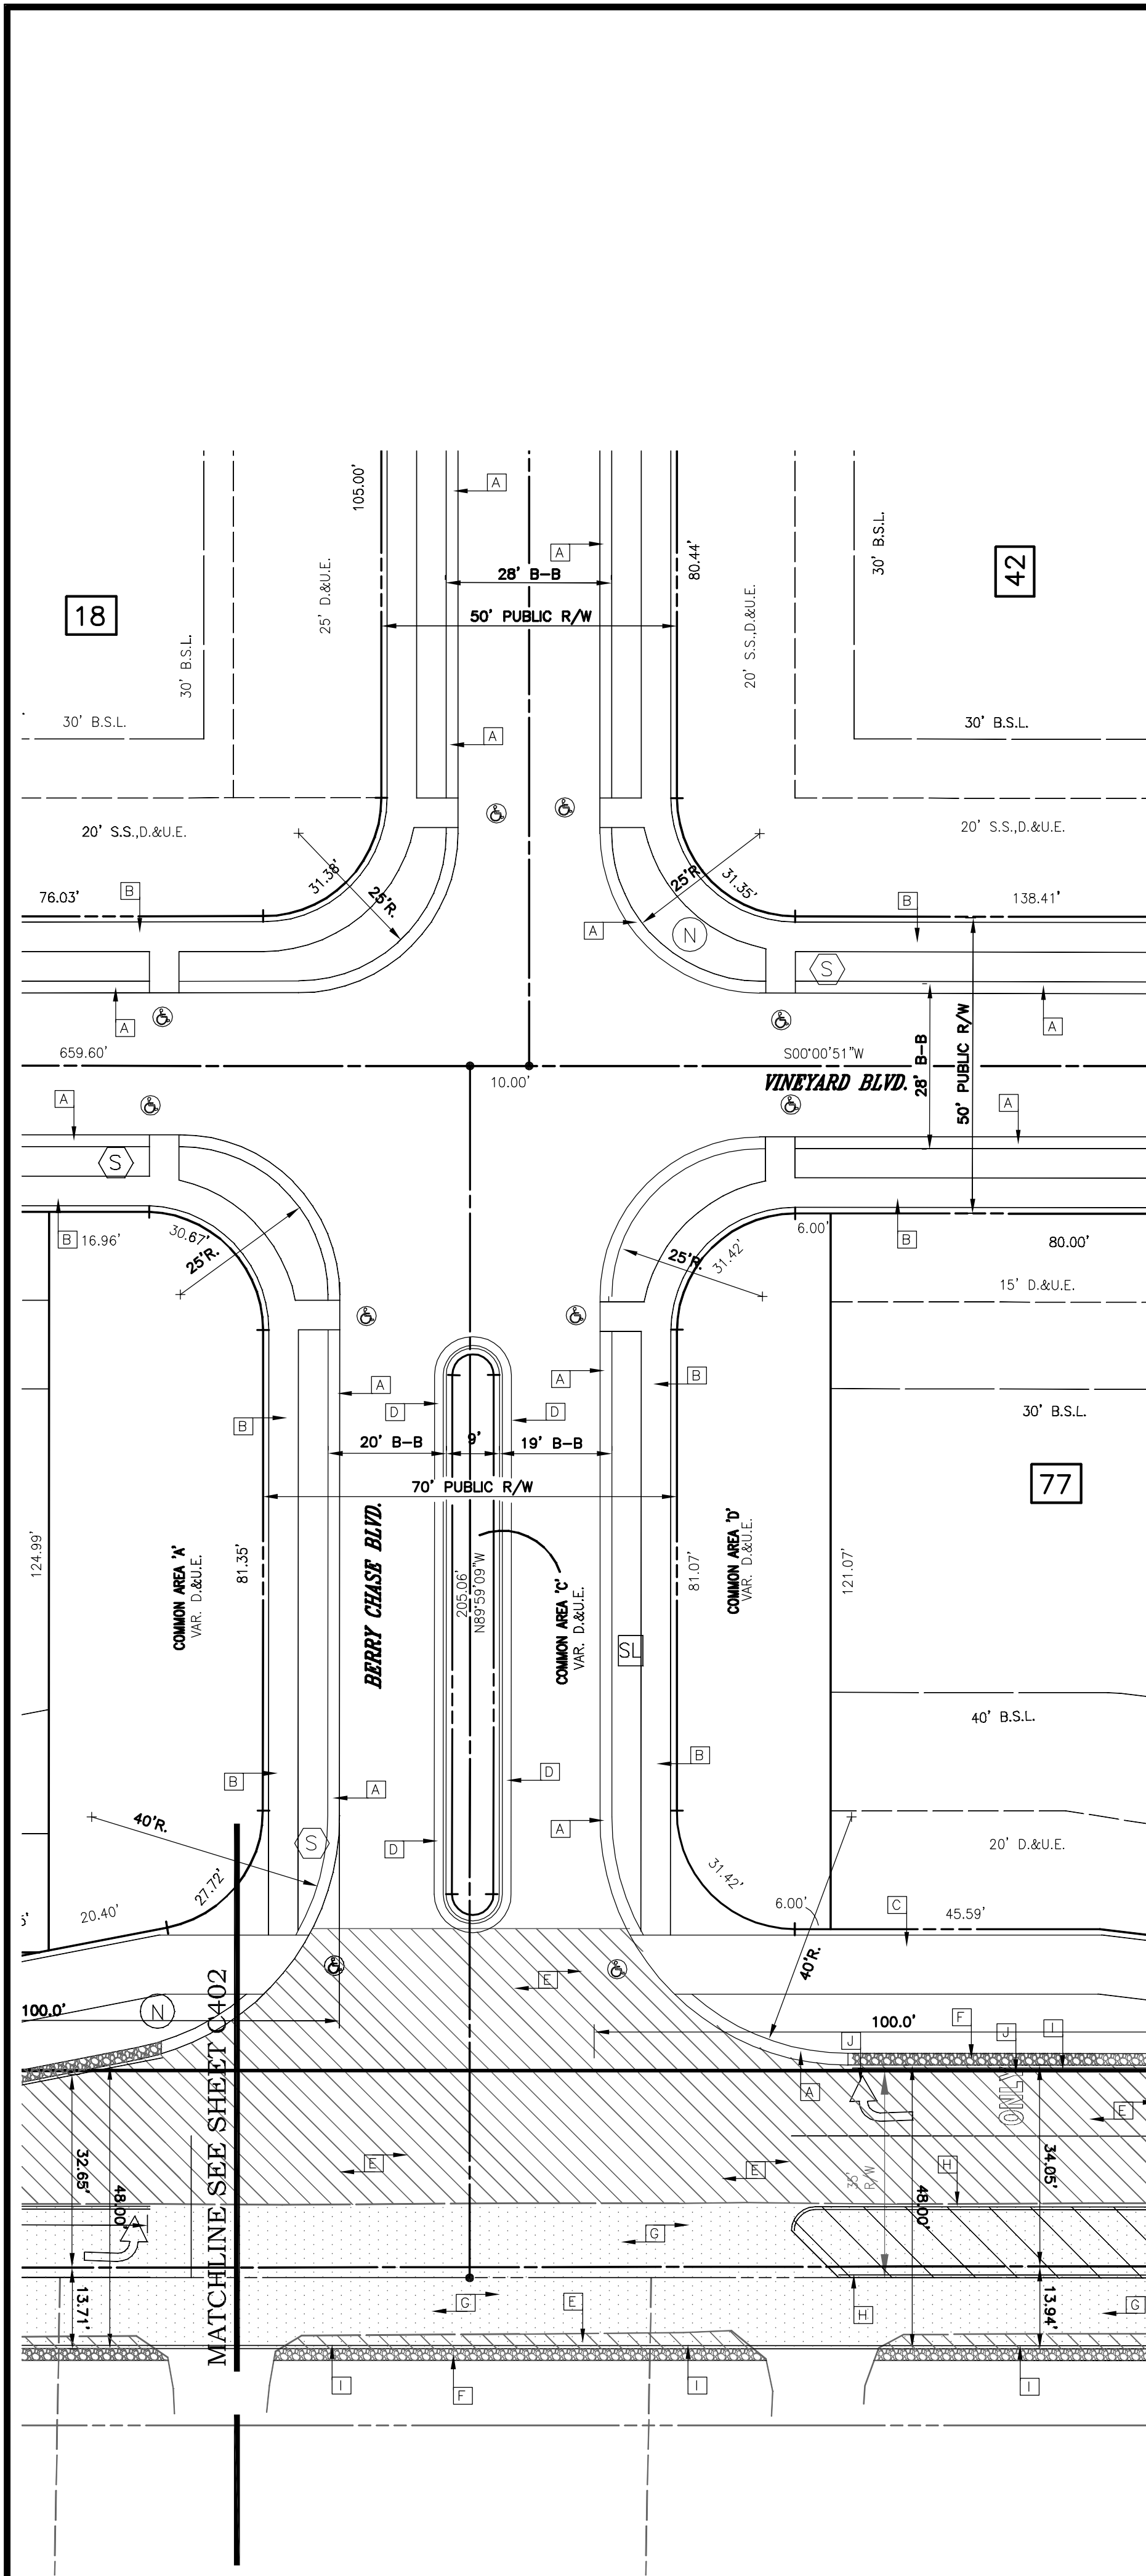 A
105.00'
25' D.&U.E.
A
28' B-B
80.44'
30' B.S.L.
42
18
50' PUBLIC R/W
30' B.S.L.
20' S.S.,D.&U.E.
30' B.S.L.
A
30' B.S.L.
20' S.S.,D.&U.E.
20' S.S.,D.&U.E.
76.03'
B
31.38'
25'R.
25'R.
31.35'
B
138.41'
A
N
S
A
28' B-B
50' PUBLIC R/W
A
659.60'
S00°00'51"W
10.00'
VINEYARD BLVD.
A
A
S
B
16.96'
30.67'
25'R.
25'R.
31.42'
6.00'
B
80.00'
15' D.&U.E.
A
A
B
D
D
30' B.S.L.
B
20' B-B
9'
19' B-B
70' PUBLIC R/W
77
124.99'
COMMON AREA 'A'
VAR. D.&U.E.
81.35'
BERRY CHASE BLVD.
205.06'
N89°59'09"W
COMMON AREA 'C'
VAR. D.&U.E.
SL
81.07'
COMMON AREA 'D'
VAR. D.&U.E.
121.07'
40' B.S.L.
B
B
A
D
40'R.
S
D
A
20' D.&U.E.
27.72'
20.40'
31.42'
6.00'
C
45.59'
40'R.
E
100.0'
N
100.0'
F
J
J
I
A
ONLY
E
MATCHLINE SEE SHEET C402
32.65'
48.00'
E
E
35'
R/W
H
34.05'
48.00'
G
G
E
H
G
13.71'
13.94'
I
F
I
I